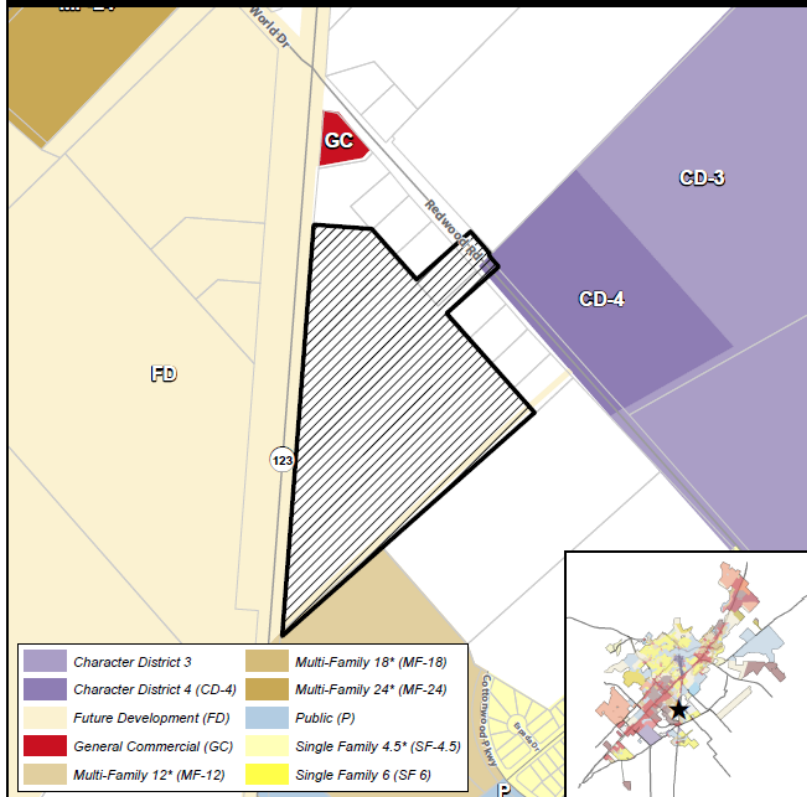 MF-24
World Dr
GC
CD-3
Redwood Rd
CD-4
FD
123
Character District 3
Character District 4 (CD-4)
Future Development (FD)
General Commercial (GC)
Multi-Family 12* (MF-12)
Multi-Family 18* (MF-18)
Multi-Family 24* (MF-24)
Public (P)
Single Family 4.5* (SF-4.5)
Single Family 6 (SF 6)
Cottonwood Pkwy
P